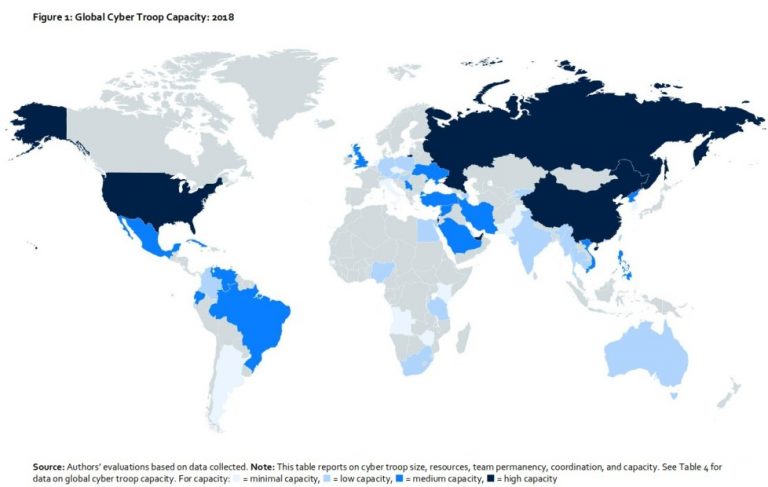 Figure 1: Global Cyber Troop Capacity: 2018
Source: Authors' evaluations based on data collected. Note: This table reports on cyber troop size, resources, team permanency, coordination, and capacity. See Table 4 for
data on global cyber troop capacity. For capacity: = minimal capacity, = low capacity, = medium capacity, = high capacity